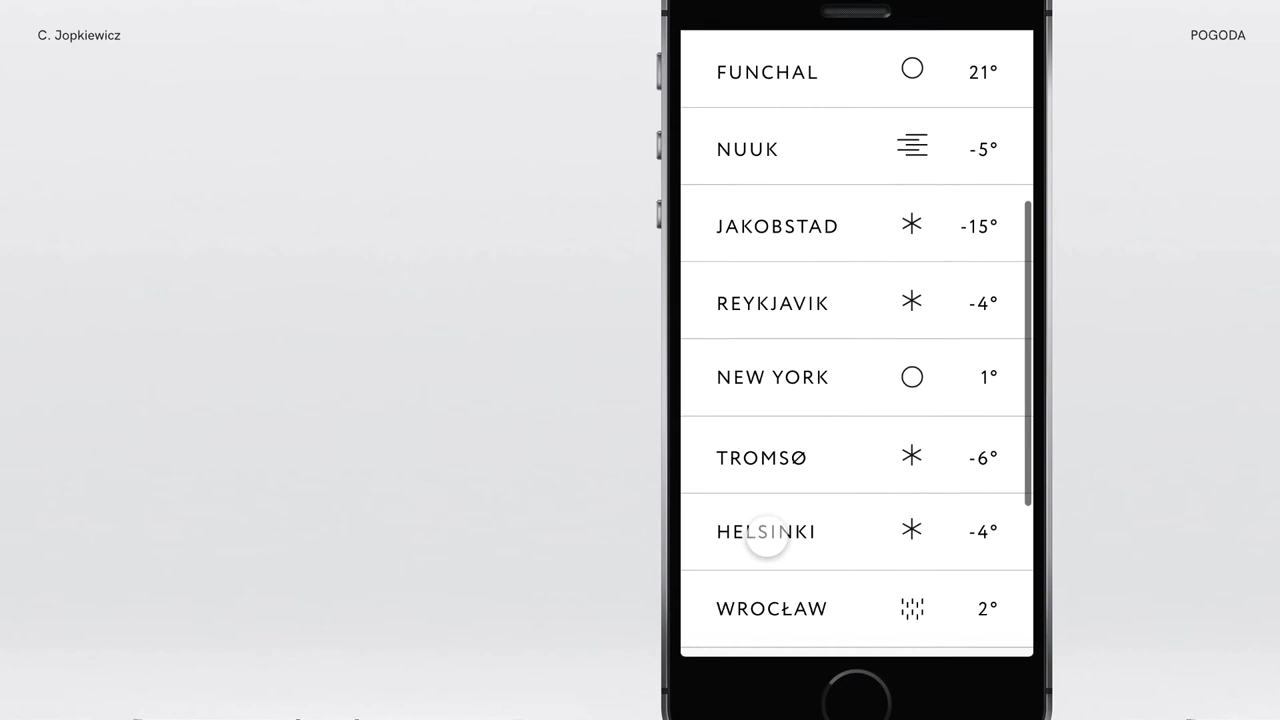 C. Jopkiewicz
POGODA
FUNCHAL 21°
NUUK -5°
JAKOBSTAD -15°
REYKJAVIK -4°
NEW YORK 1°
TROMSØ -6°
HELSINKI -4°
WROCŁAW 2°